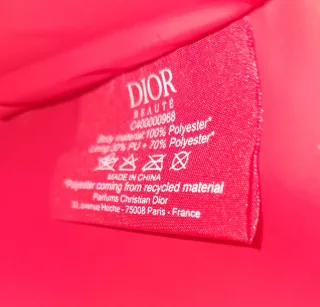 DIOR
BEAUTÉ
C400000968
Body material:100% Polyester*
Lining:30% PU + 70% Polyester*
MADE IN CHINA
*Polyester coming from recycled material
Parfums Christian Dior
33, avenue Hoche - 75008 Paris - France